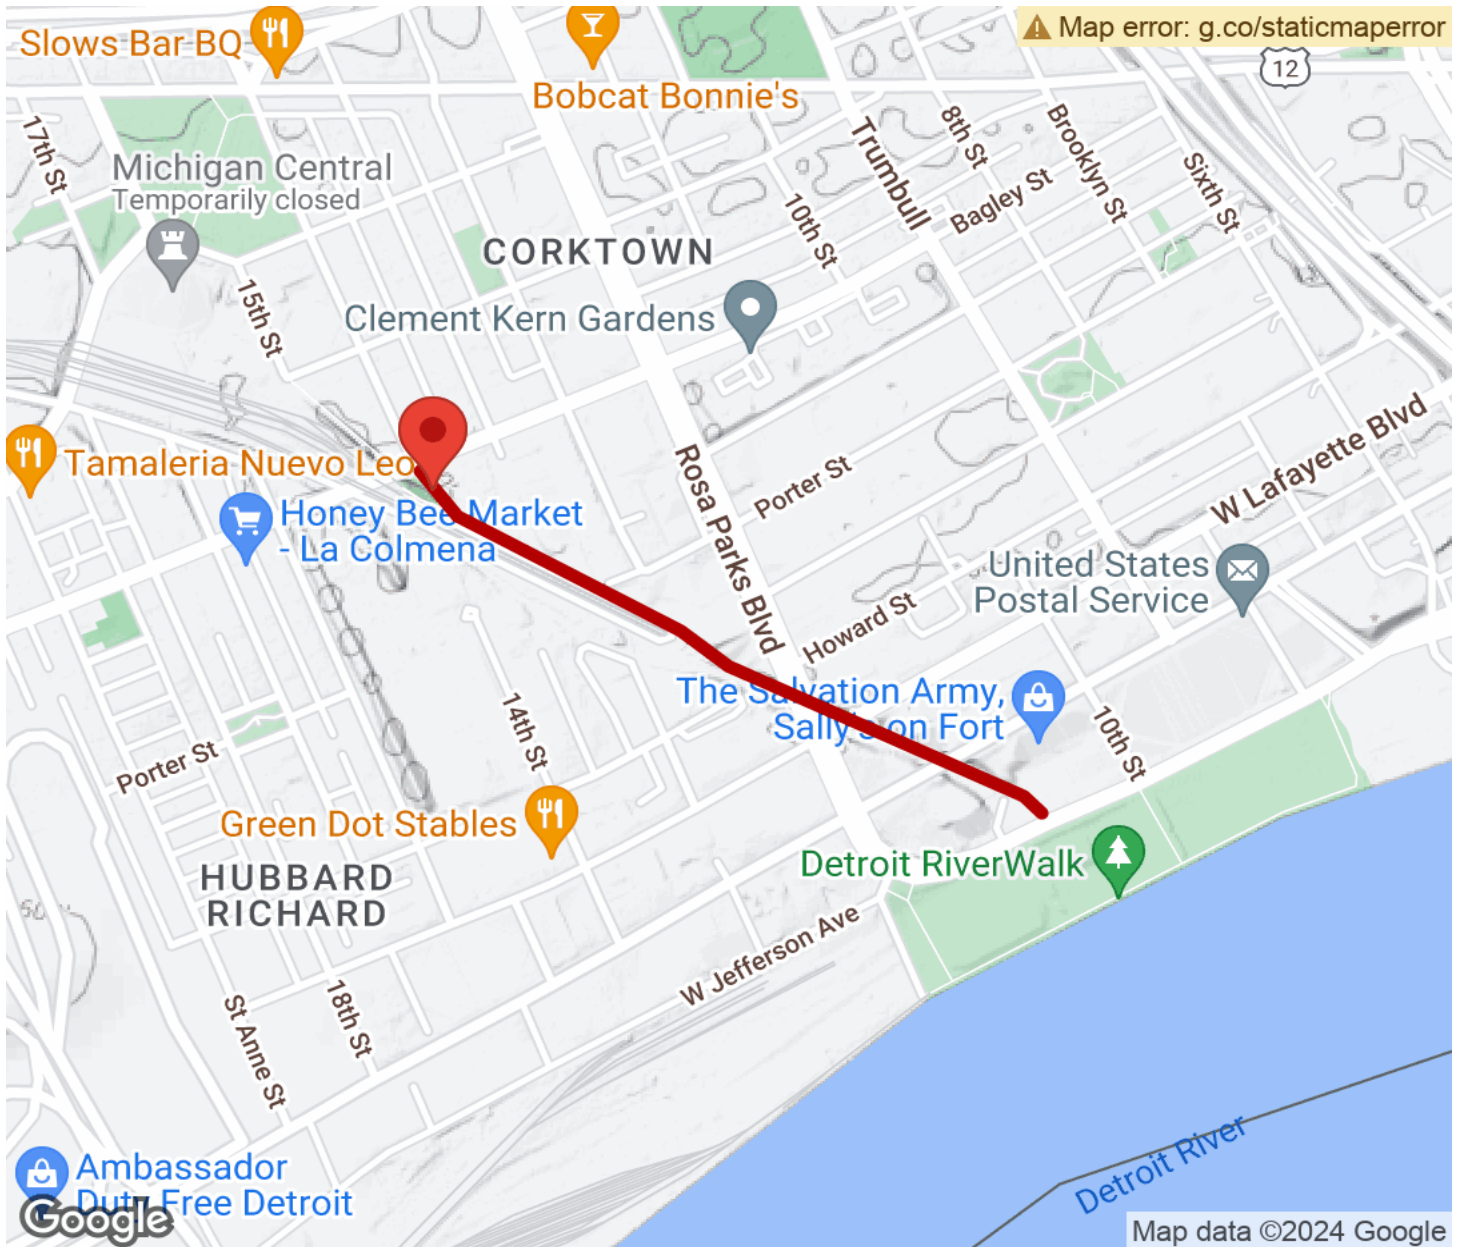 Slows Bar BQ
Map error: g.co/staticmaperror
12
Bobcat Bonnie's
17th St
Michigan Central
Temporarily closed
Trumbull
8th St
Brooklyn St
Sixth St
Bagley St
10th St
CORKTOWN
15th St
Clement Kern Gardens
Tamaleria Nuevo Leo
Rosa Parks Blvd
Porter St
W Lafayette Blvd
Honey Bee Market
- La Colmena
United States
Postal Service
Howard St
The Salvation Army,
Sally's on Fort
10th St
14th St
Porter St
Green Dot Stables
Detroit RiverWalk
HUBBARD
RICHARD
W Jefferson Ave
18th St
St Anne St
Ambassador
Duty Free Detroit
Detroit River
Google
Map data ©2024 Google